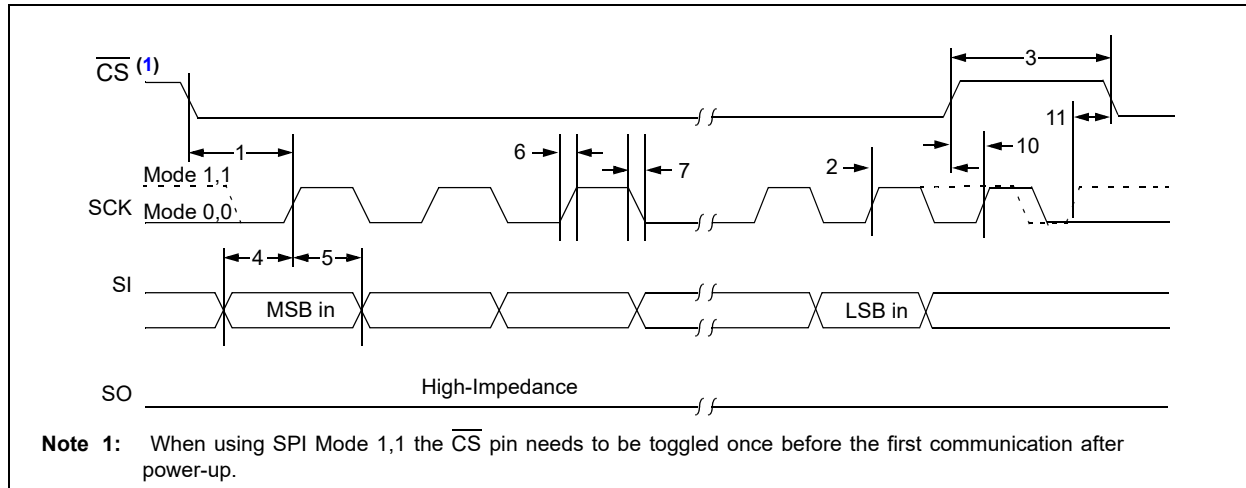 CS (1)
3
11
1
6
7
2
10
Mode 1,1
SCK
Mode 0,0
4
5
SI
MSB in
LSB in
SO
High-Impedance
Note 1: When using SPI Mode 1,1 the CS pin needs to be toggled once before the first communication after
power-up.